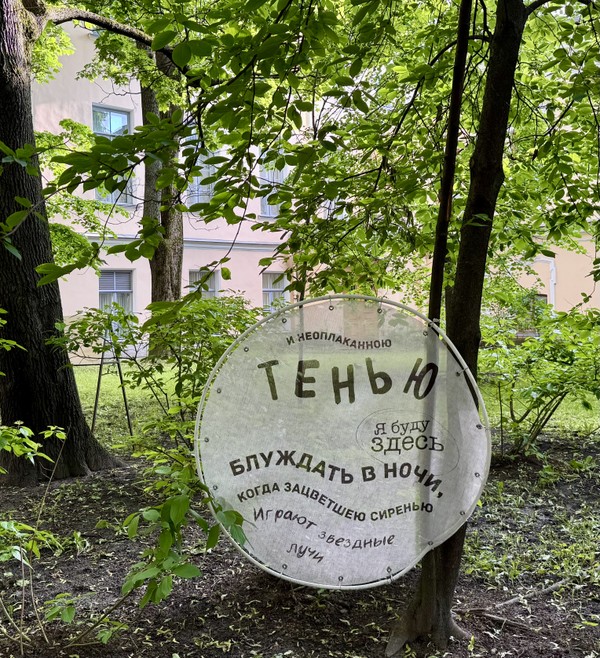 И НЕОПЛАКАННОЮ
ТЕНЬЮ
Я буду
здесь
БЛУЖДАТЬ В НОЧИ,
КОГДА ЗАЦВЕТШЕЮ СИРЕНЬЮ
Играют звездные
лучи